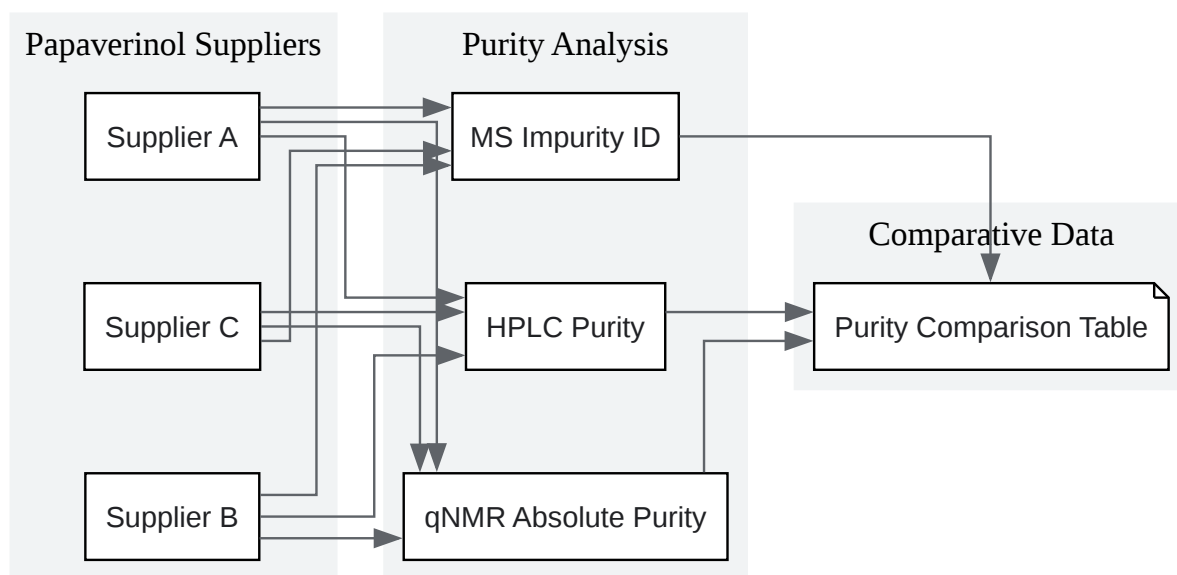 Papaverinol Suppliers
Purity Analysis
Supplier A
MS Impurity ID
Comparative Data
Supplier C
HPLC Purity
Purity Comparison Table
Supplier B
qNMR Absolute Purity